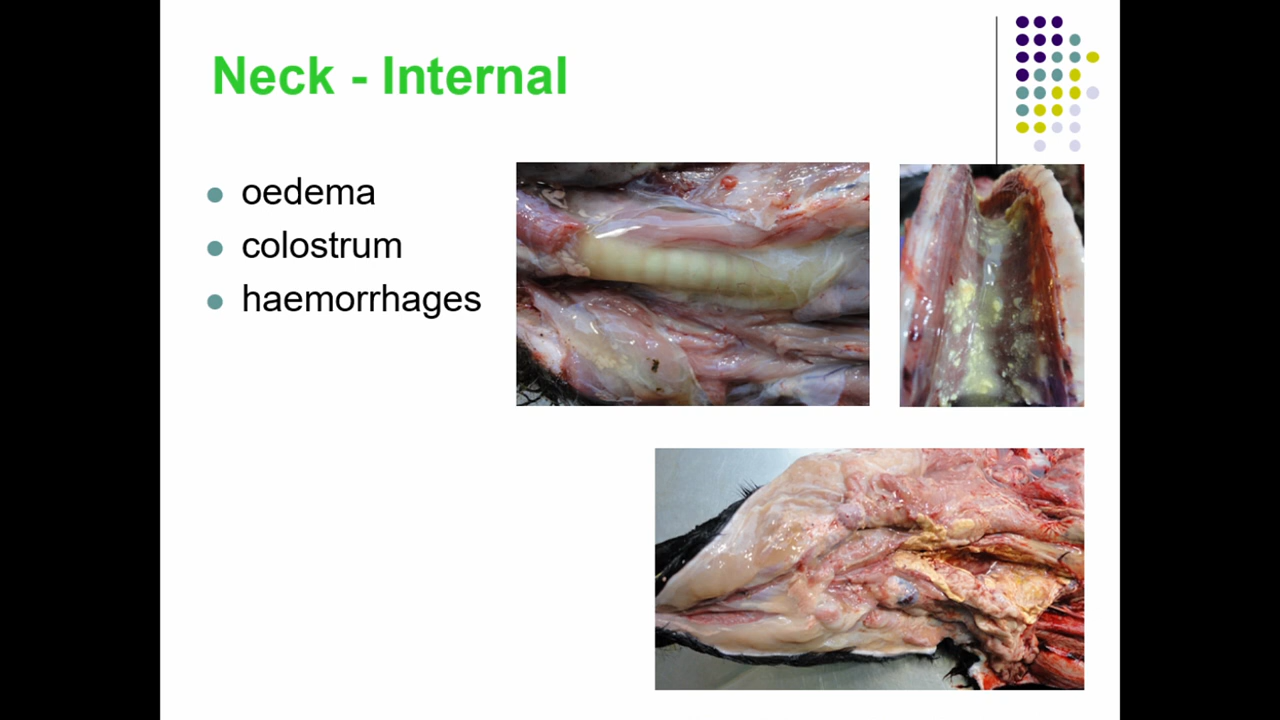 Neck - Internal
oedema
colostrum
haemorrhages